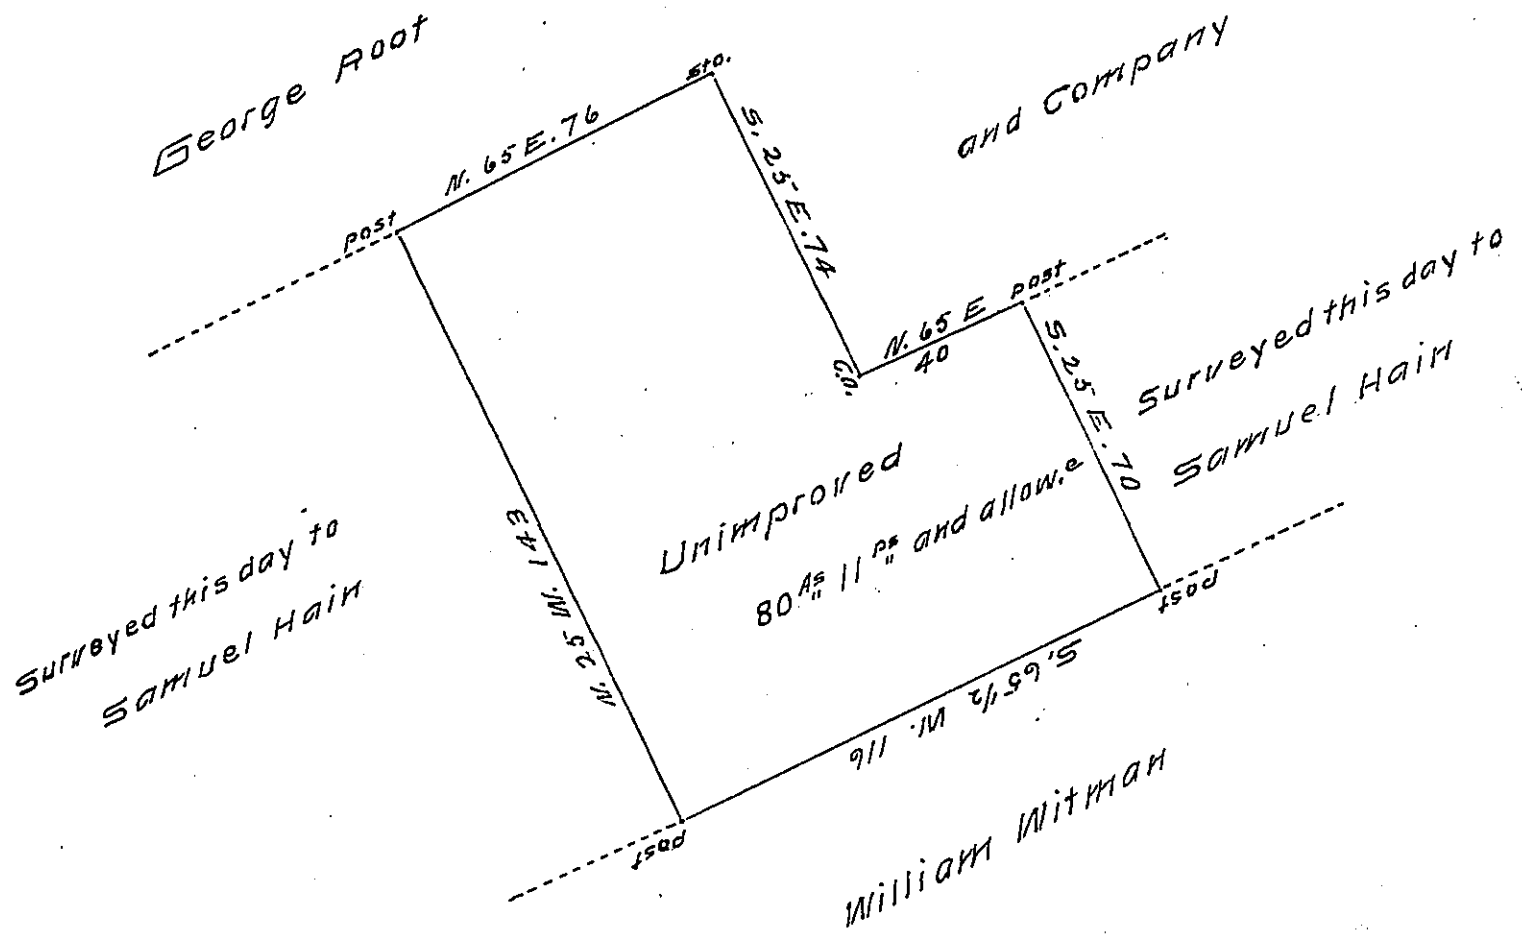 George Root
and Company
sto.
N. 65 E. 76
post
S. 25 E. 74
post
N. 65 E
40
C.O.
S. 25 E. 70
Surveyed this day to
Samuel Hain
Unimproved
80 As 11 ps and allow.e
N. 25 W. 143
Surveyed this day to
Samuel Hain
post
S. 65 1/2 W. 116
post
William Witman